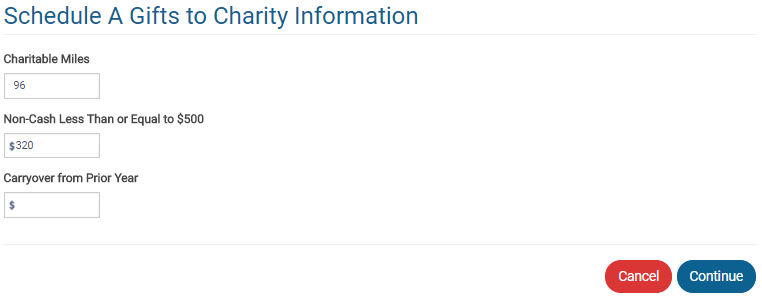 Schedule A Gifts to Charity Information
Charitable Miles
96
Non-Cash Less Than or Equal to $500
$320
Carryover from Prior Year
$
Cancel Continue